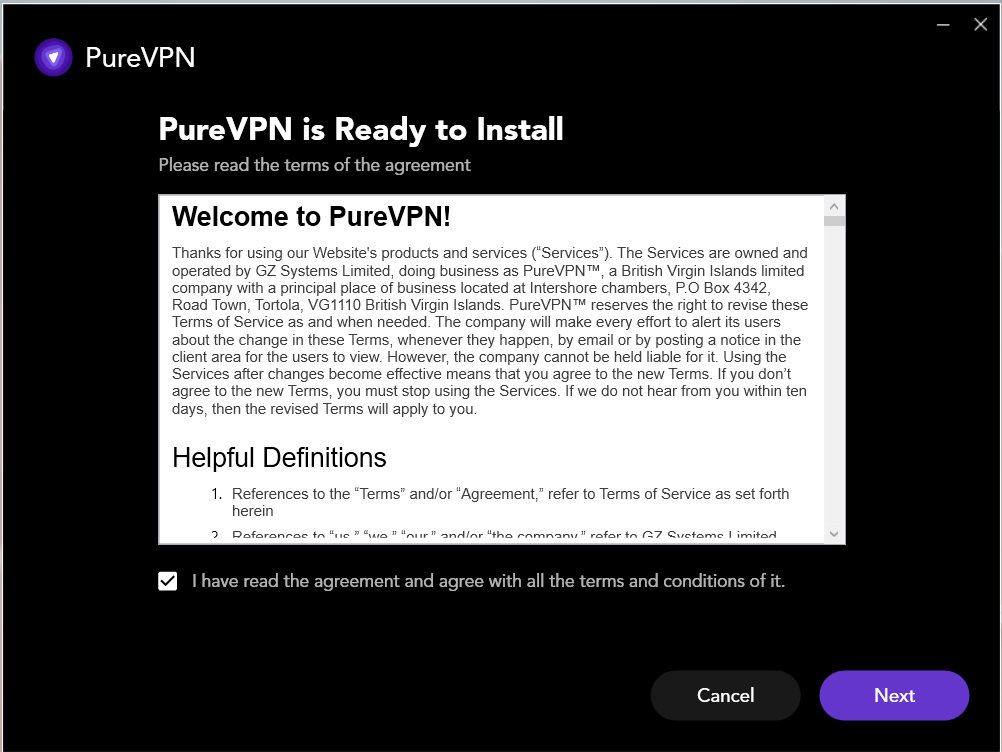 PureVPN
PureVPN is Ready to Install
Please read the terms of the agreement
Welcome to PureVPN!
Thanks for using our Website's products and services (“Services”). The Services are owned and
operated by GZ Systems Limited, doing business as PureVPN™, a British Virgin Islands limited
company with a principal place of business located at Intershore chambers, P.O Box 4342,
Road Town, Tortola, VG1110 British Virgin Islands. PureVPN™ reserves the right to revise these
Terms of Service as and when needed. The company will make every effort to alert its users
about the change in these Terms, whenever they happen, by email or by posting a notice in the
client area for the users to view. However, the company cannot be held liable for it. Using the
Services after changes become effective means that you agree to the new Terms. If you don’t
agree to the new Terms, you must stop using the Services. If we do not hear from you within ten
days, then the revised Terms will apply to you.
Helpful Definitions
1. References to the “Terms” and/or “Agreement,” refer to Terms of Service as set forth
herein
2. References to “us,” “we,” “our,” and/or “the company,” refer to GZ Systems Limited
I have read the agreement and agree with all the terms and conditions of it.
Cancel
Next